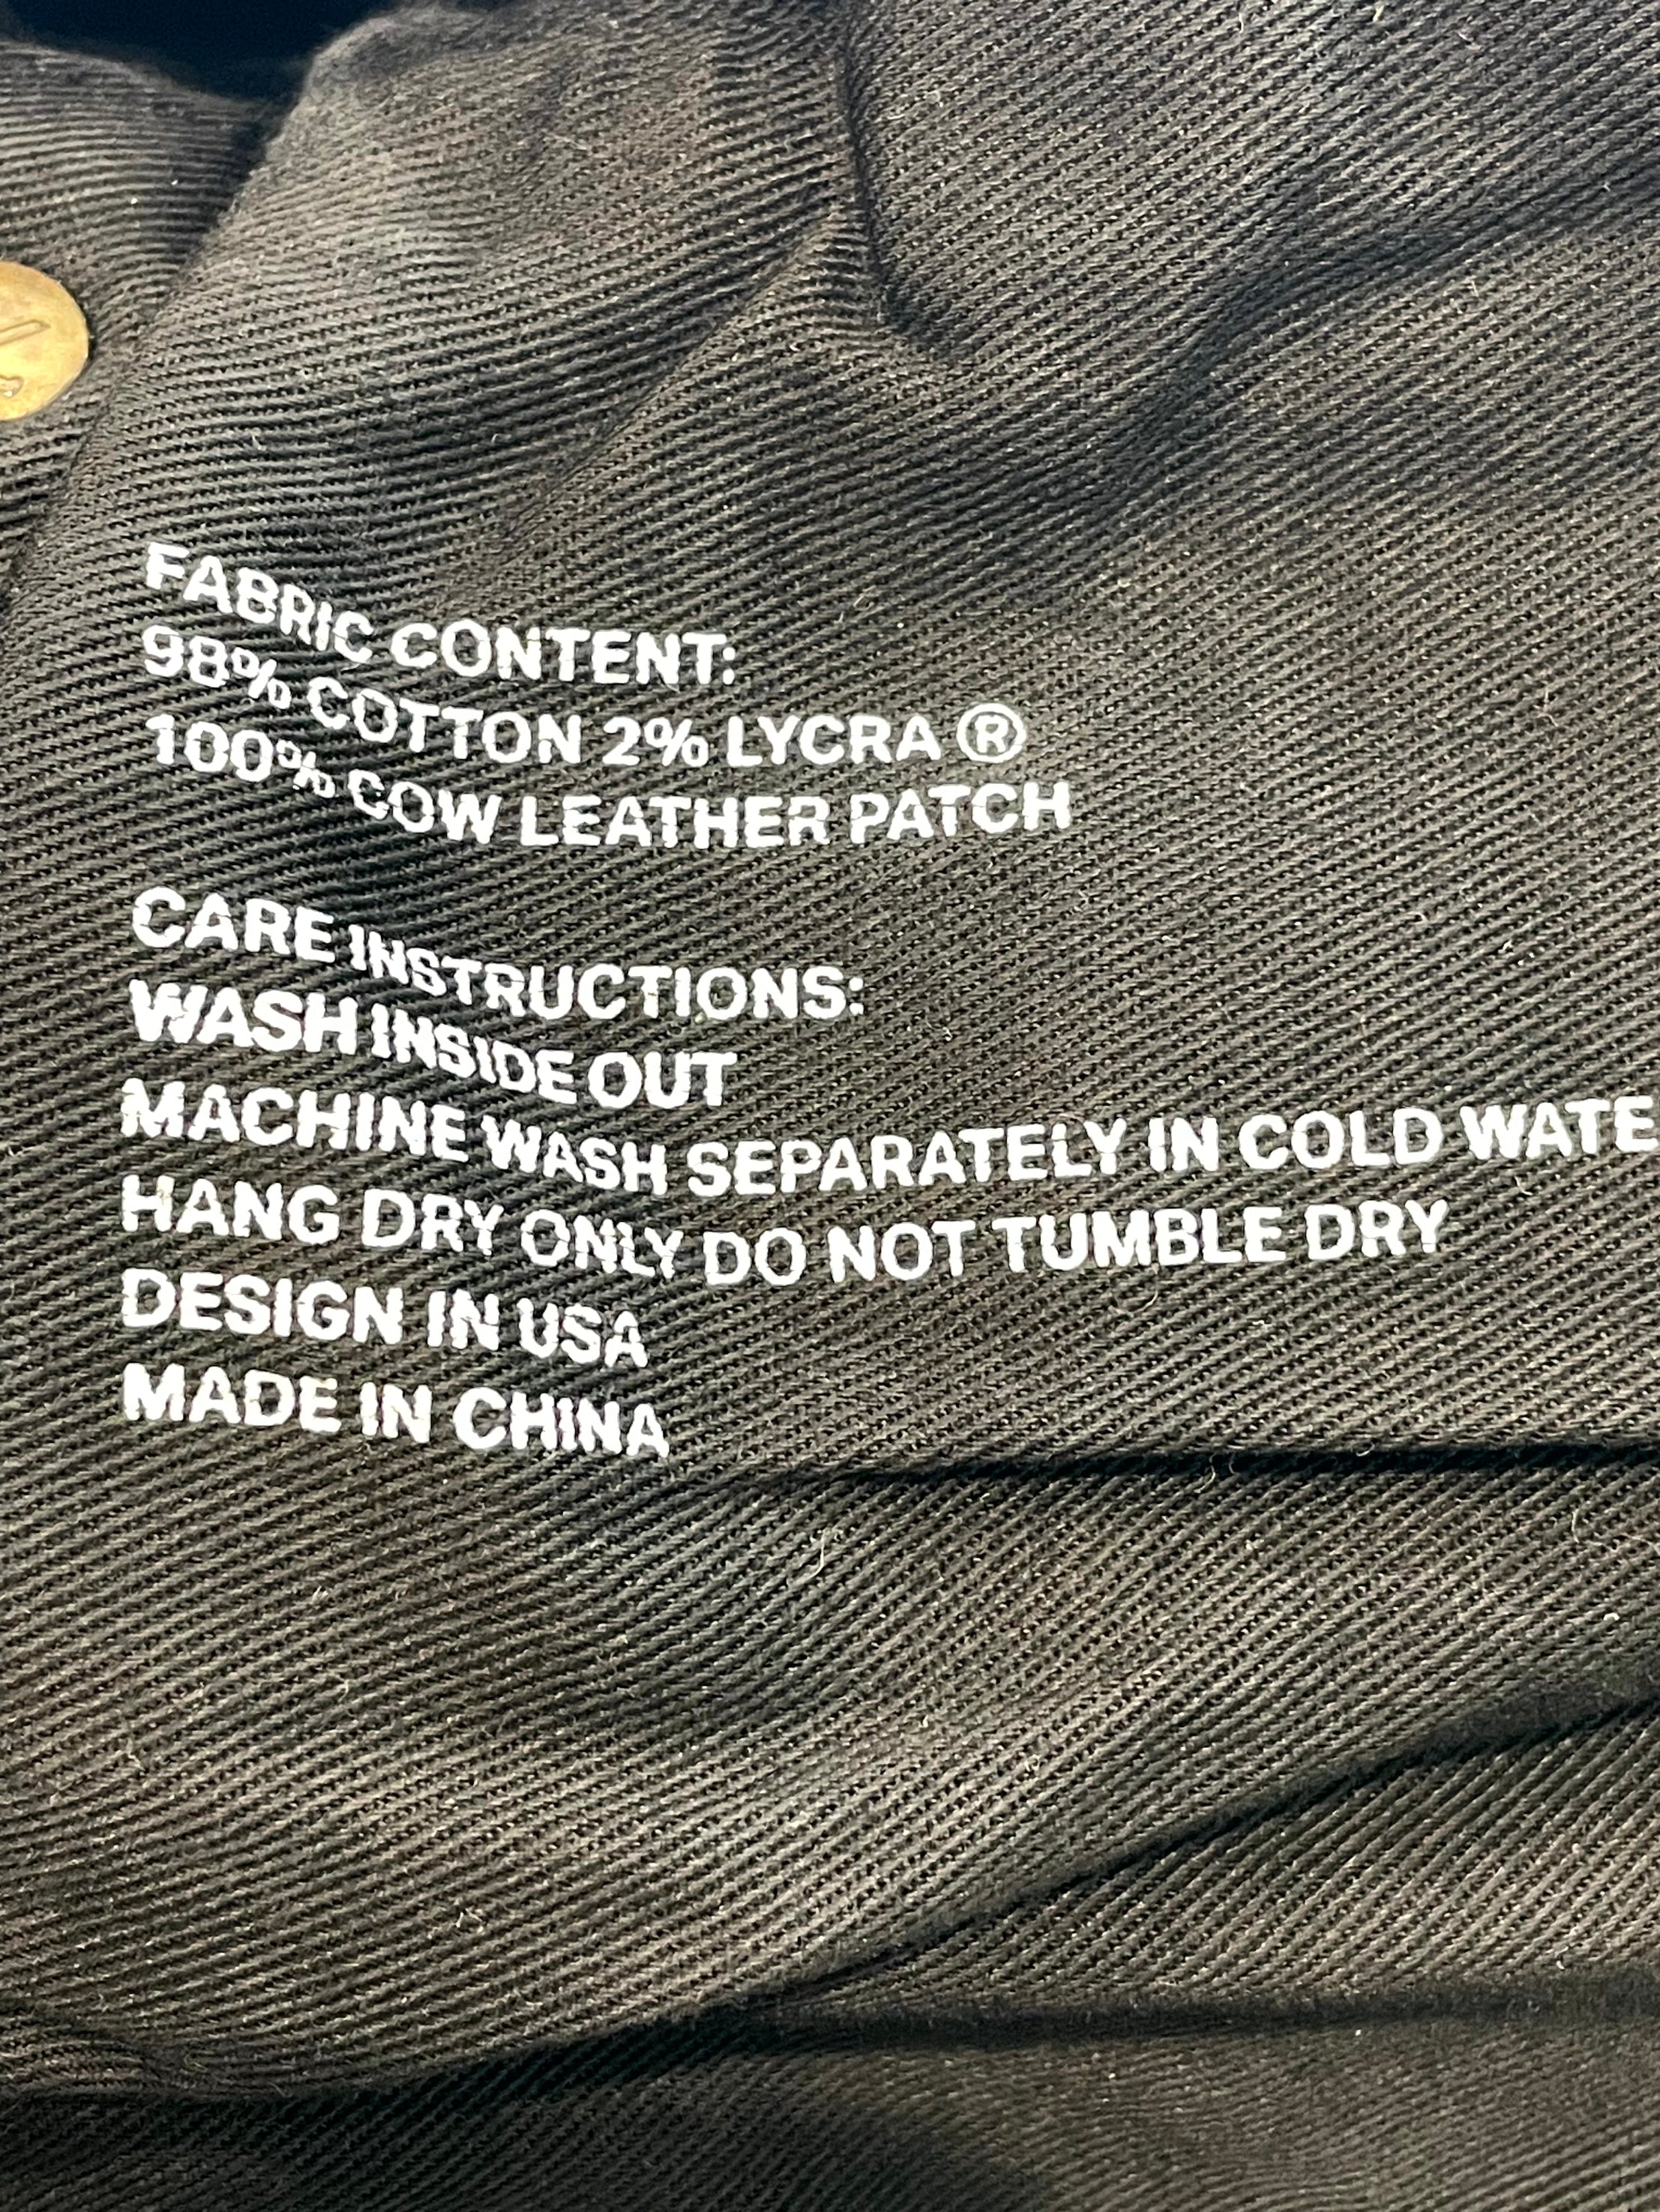 FABRIC CONTENT:
98% COTTON 2% LYCRA ®
100% COW LEATHER PATCH
CARE INSTRUCTIONS:
WASH INSIDE OUT
MACHINE WASH SEPARATELY IN COLD WATE
HANG DRY ONLY DO NOT TUMBLE DRY
DESIGN IN USA
MADE IN CHINA